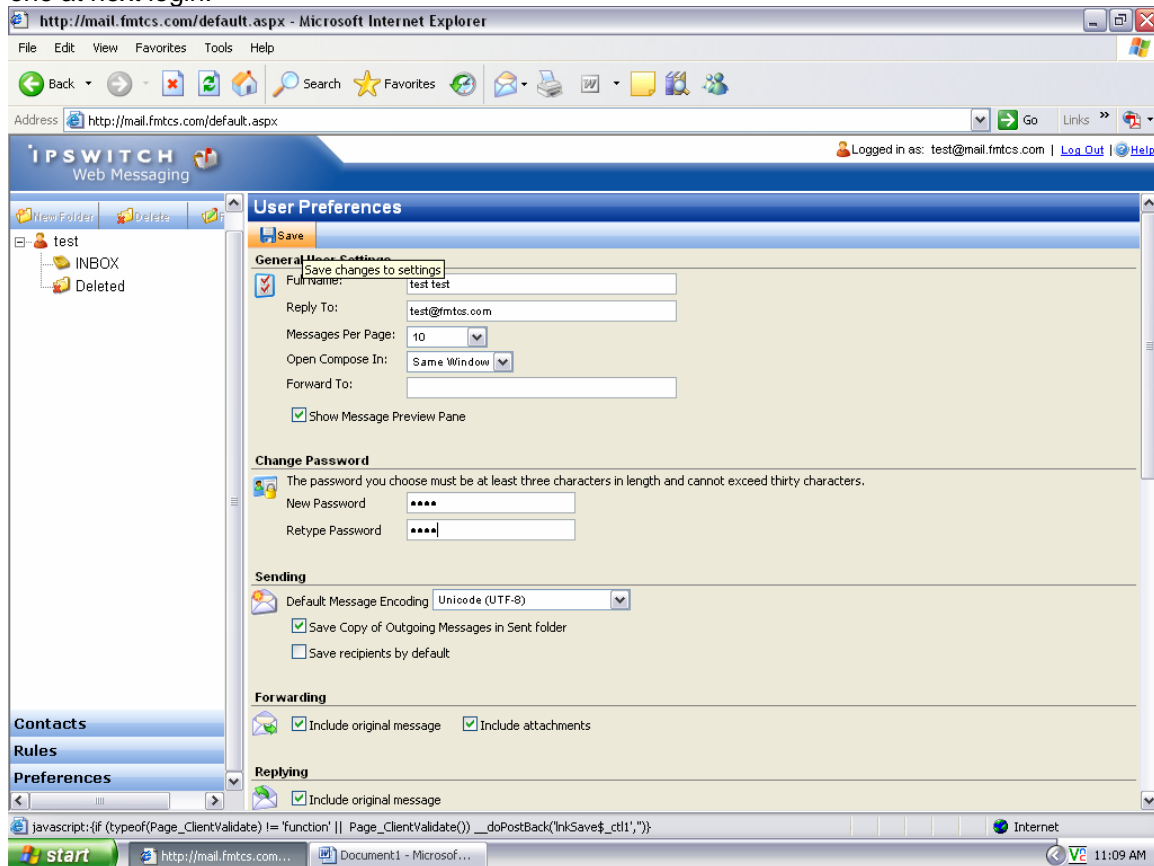 one at next login.
http://mail.fmtcs.com/default.aspx - Microsoft Internet Explorer
File Edit View Favorites Tools Help
Back Search Favorites
Address http://mail.fmtcs.com/default.aspx Go Links »
IPSWITCH
Web Messaging
Logged in as: test@mail.fmtcs.com | Log Out | Help
New Folder Delete
User Preferences
Save
test
INBOX
Deleted
General User Settings
Save changes to settings
Full Name: test test
Reply To: test@fmtcs.com
Messages Per Page: 10
Open Compose In: Same Window
Forward To:
Show Message Preview Pane
Change Password
The password you choose must be at least three characters in length and cannot exceed thirty characters.
New Password ••••
Retype Password ••••
Sending
Default Message Encoding Unicode (UTF-8)
Save Copy of Outgoing Messages in Sent folder
Save recipients by default
Forwarding
Include original message Include attachments
Replying
Include original message
Contacts
Rules
Preferences
javascript:{if (typeof(Page_ClientValidate) != 'function' || Page_ClientValidate()) __doPostBack('lnkSave$_ctl1','')}
Internet
start http://mail.fmtcs.com... Document1 - Microsof... 11:09 AM